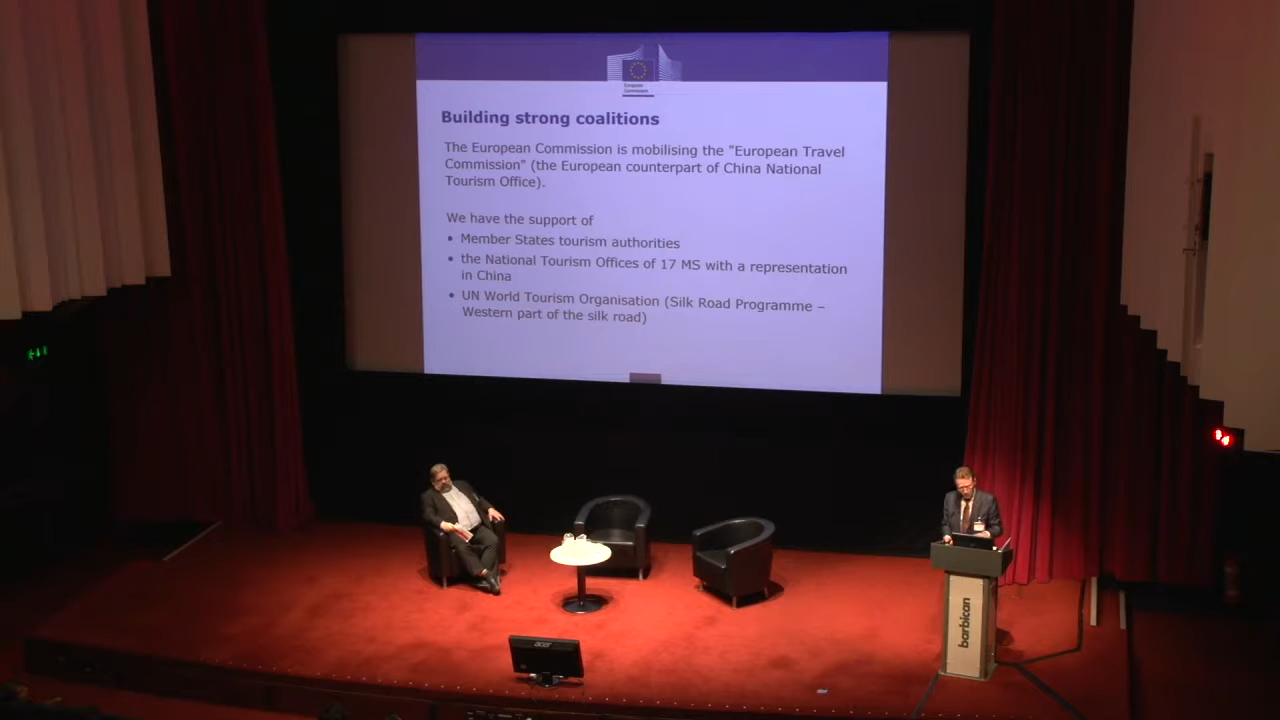 European
Commission
Building strong coalitions
The European Commission is mobilising the "European Travel
Commission" (the European counterpart of China National
Tourism Office).
We have the support of
• Member States tourism authorities
• the National Tourism Offices of 17 MS with a representation
in China
• UN World Tourism Organisation (Silk Road Programme –
Western part of the silk road)
barbican
acer